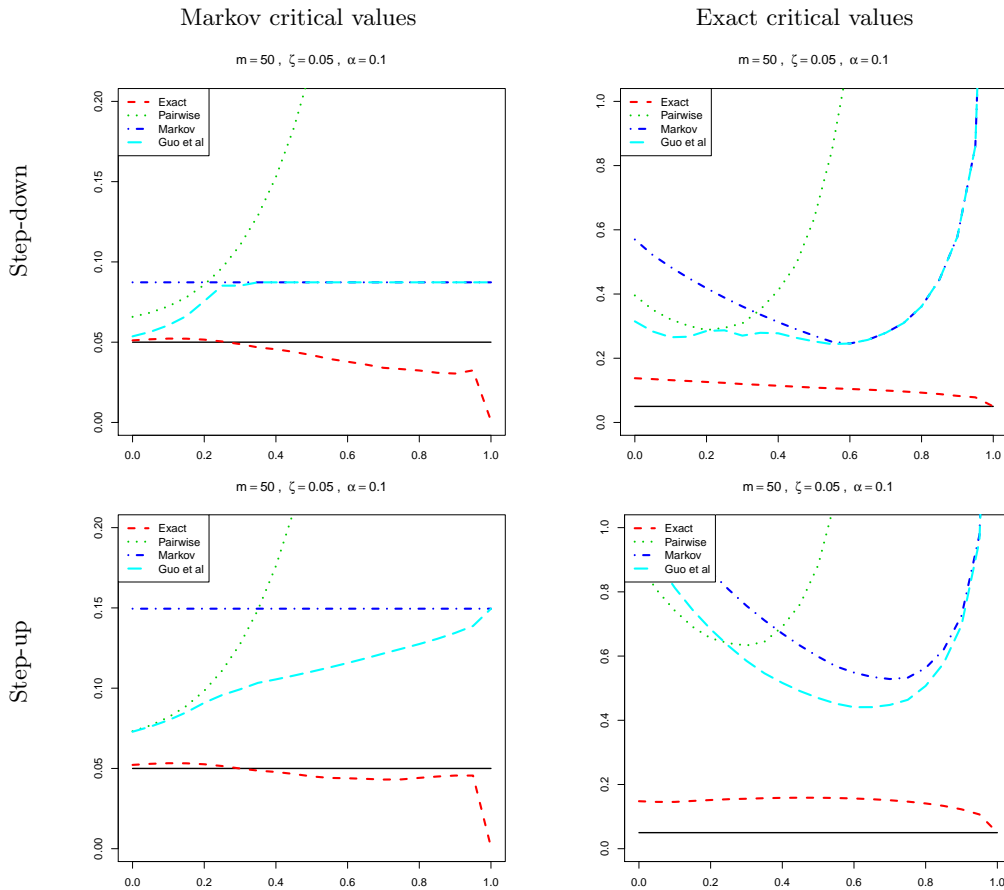 Markov critical values
Exact critical values
Step-down
m = 50 , ζ = 0.05 , α = 0.1
Exact
Pairwise
Markov
Guo et al
0.20
0.15
0.10
0.05
0.00
0.0 0.2 0.4 0.6 0.8 1.0
m = 50 , ζ = 0.05 , α = 0.1
Exact
Pairwise
Markov
Guo et al
1.0
0.8
0.6
0.4
0.2
0.0
0.0 0.2 0.4 0.6 0.8 1.0
Step-up
m = 50 , ζ = 0.05 , α = 0.1
Exact
Pairwise
Markov
Guo et al
0.20
0.15
0.10
0.05
0.00
0.0 0.2 0.4 0.6 0.8 1.0
m = 50 , ζ = 0.05 , α = 0.1
Exact
Pairwise
Markov
Guo et al
1.0
0.8
0.6
0.4
0.2
0.0
0.0 0.2 0.4 0.6 0.8 1.0